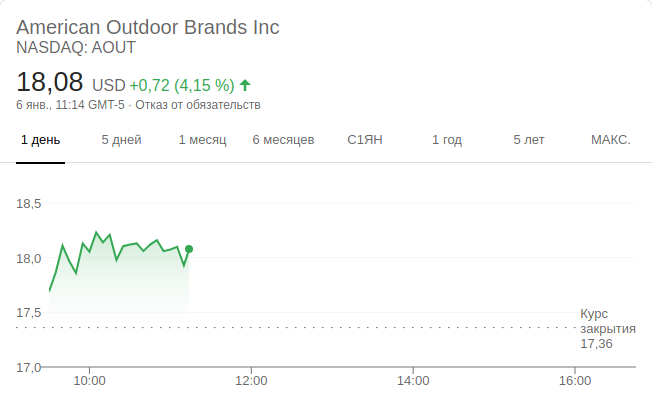 American Outdoor Brands Inc
NASDAQ: AOUT
18,08 USD +0,72 (4,15 %)
6 янв., 11:14 GMT-5 · Отказ от обязательств
1 день 5 дней 1 месяц 6 месяцев С1ЯН 1 год 5 лет МАКС.
18,5
18,0
17,5
Курс
закрытия
17,36
17,0
10:00 12:00 14:00 16:00